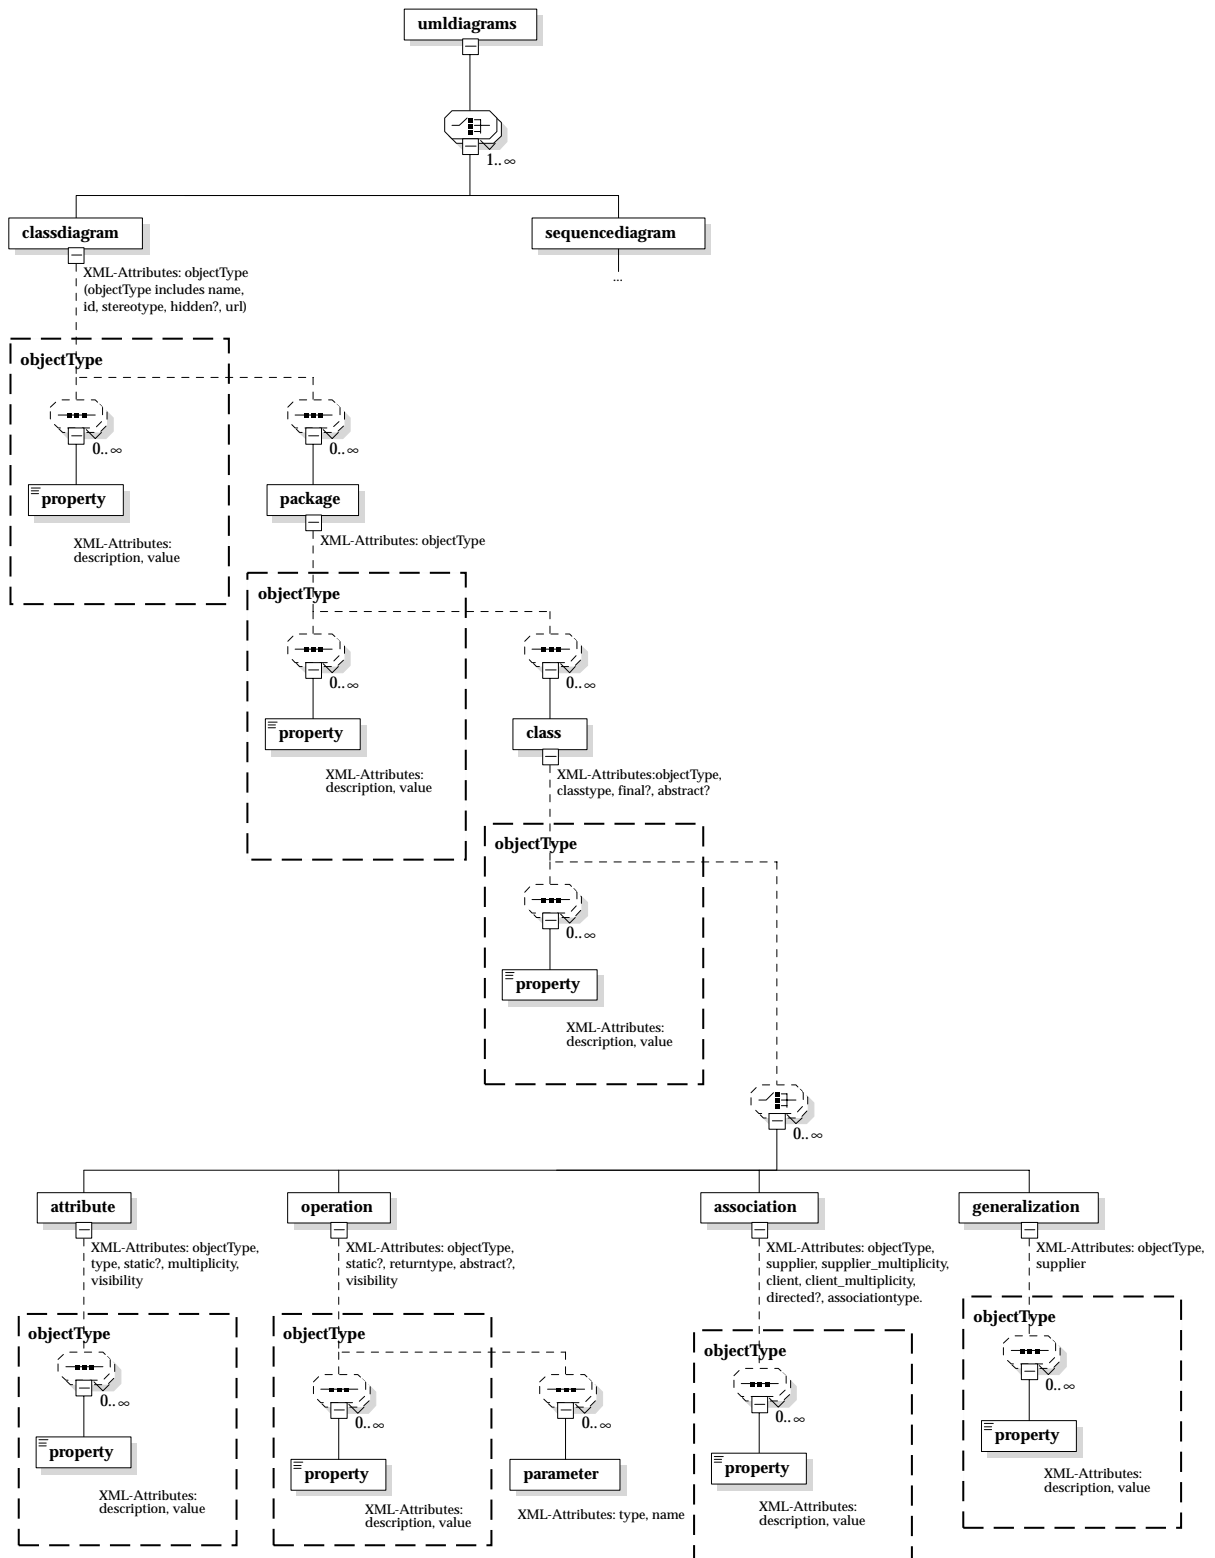 umldiagrams
1..∞
classdiagram
sequencediagram
XML-Attributes: objectType
(objectType includes name,
id, stereotype, hidden?, url)
...
objectType
0..∞
0..∞
property
package
XML-Attributes:
description, value
XML-Attributes: objectType
objectType
0..∞
0..∞
property
class
XML-Attributes:
description, value
XML-Attributes:objectType,
classtype, final?, abstract?
objectType
0..∞
property
XML-Attributes:
description, value
0..∞
attribute
operation
association
generalization
XML-Attributes: objectType,
type, static?, multiplicity,
visibility
XML-Attributes: objectType,
static?, returntype, abstract?,
visibility
XML-Attributes: objectType,
supplier, supplier_multiplicity,
client, client_multiplicity,
directed?, associationtype.
XML-Attributes: objectType,
supplier
objectType
0..∞
property
XML-Attributes:
description, value
objectType
0..∞
0..∞
property
parameter
XML-Attributes:
description, value
XML-Attributes: type, name
objectType
0..∞
property
XML-Attributes:
description, value
objectType
0..∞
property
XML-Attributes:
description, value